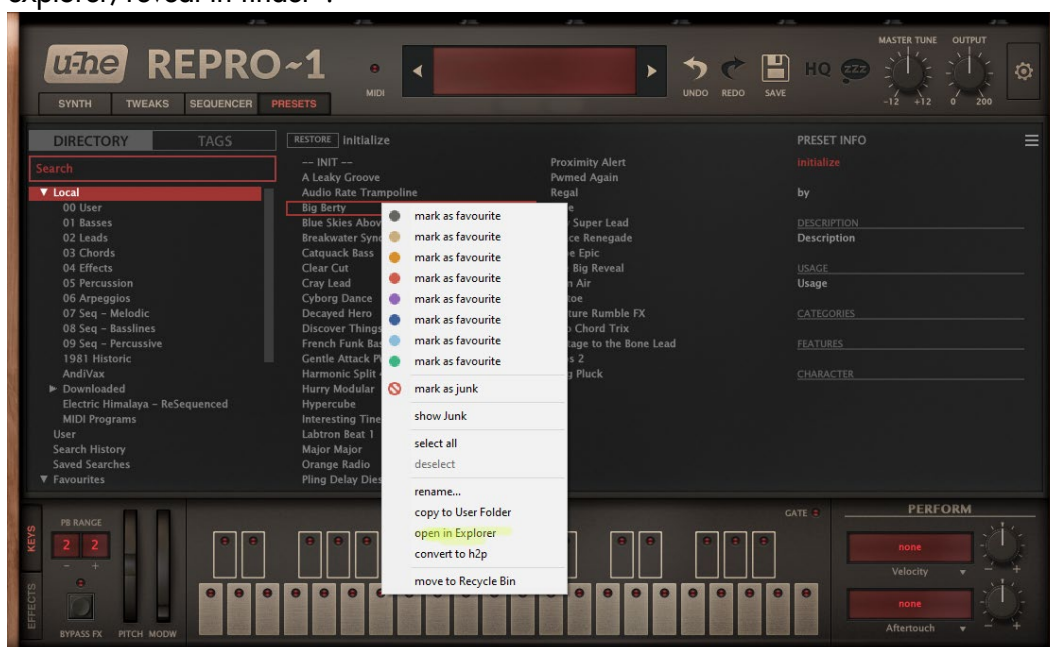 u-he REPRO~1
MIDI
UNDO REDO SAVE
HQ zzz
MASTER TUNE OUTPUT
-12 +12 0 200
SYNTH TWEAKS SEQUENCER PRESETS
DIRECTORY TAGS
Search
▼ Local
00 User
01 Basses
02 Leads
03 Chords
04 Effects
05 Percussion
06 Arpeggios
07 Seq – Melodic
08 Seq – Basslines
09 Seq – Percussive
1981 Historic
AndiVax
► Downloaded
Electric Himalaya – ReSequenced
MIDI Programs
User
Search History
Saved Searches
▼ Favourites
RESTORE initialize
-- INIT --
A Leaky Groove
Audio Rate Trampoline
Big Berty
Blue Skies Abov
Breakwater Sync
Catquack Bass
Clear Cut
Cray Lead
Cyborg Dance
Decayed Hero
Discover Things
French Funk Bas
Gentle Attack Pl
Harmonic Split
Hurry Modular
Hypercube
Interesting Tine
Labtron Beat 1
Major Major
Orange Radio
Pling Delay Dies
Proximity Alert
Pwmed Again
Regal
Super Lead
ce Renegade
e Epic
Big Reveal
n Air
toe
ture Rumble FX
Chord Trix
tage to the Bone Lead
s 2
g Pluck
mark as favourite
mark as favourite
mark as favourite
mark as favourite
mark as favourite
mark as favourite
mark as favourite
mark as favourite
mark as junk
show Junk
select all
deselect
rename...
copy to User Folder
open in Explorer
convert to h2p
move to Recycle Bin
PRESET INFO
initialize
by
DESCRIPTION
Description
USAGE
Usage
CATEGORIES
FEATURES
CHARACTER
KEYS
EFFECTS
PB RANGE
2 2
- +
BYPASS FX PITCH MODW
GATE
PERFORM
none
Velocity ▼ - +
none
Aftertouch ▼ - +